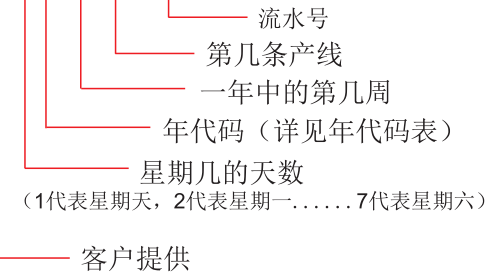 流水号
第几条产线
一年中的第几周
年代码（详见年代码表）
星期几的天数
（1代表星期天，2代表星期一......7代表星期六）
客户提供